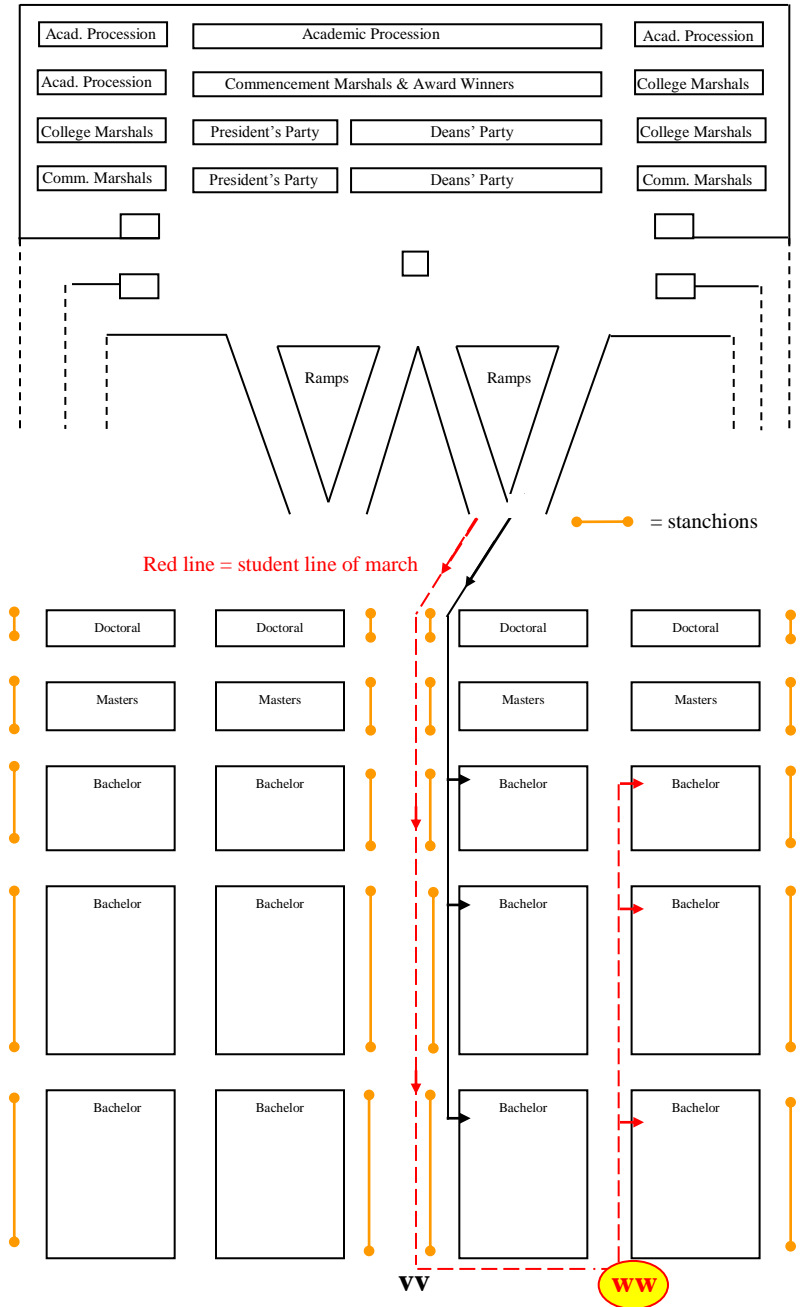 Acad. Procession Academic Procession Acad. Procession
Acad. Procession Commencement Marshals & Award Winners College Marshals
College Marshals President's Party Deans' Party College Marshals
Comm. Marshals President's Party Deans' Party Comm. Marshals
Ramps Ramps
= stanchions
Red line = student line of march
Doctoral Doctoral Doctoral Doctoral
Masters Masters Masters Masters
Bachelor Bachelor Bachelor Bachelor
Bachelor Bachelor Bachelor Bachelor
Bachelor Bachelor Bachelor Bachelor
vv ww